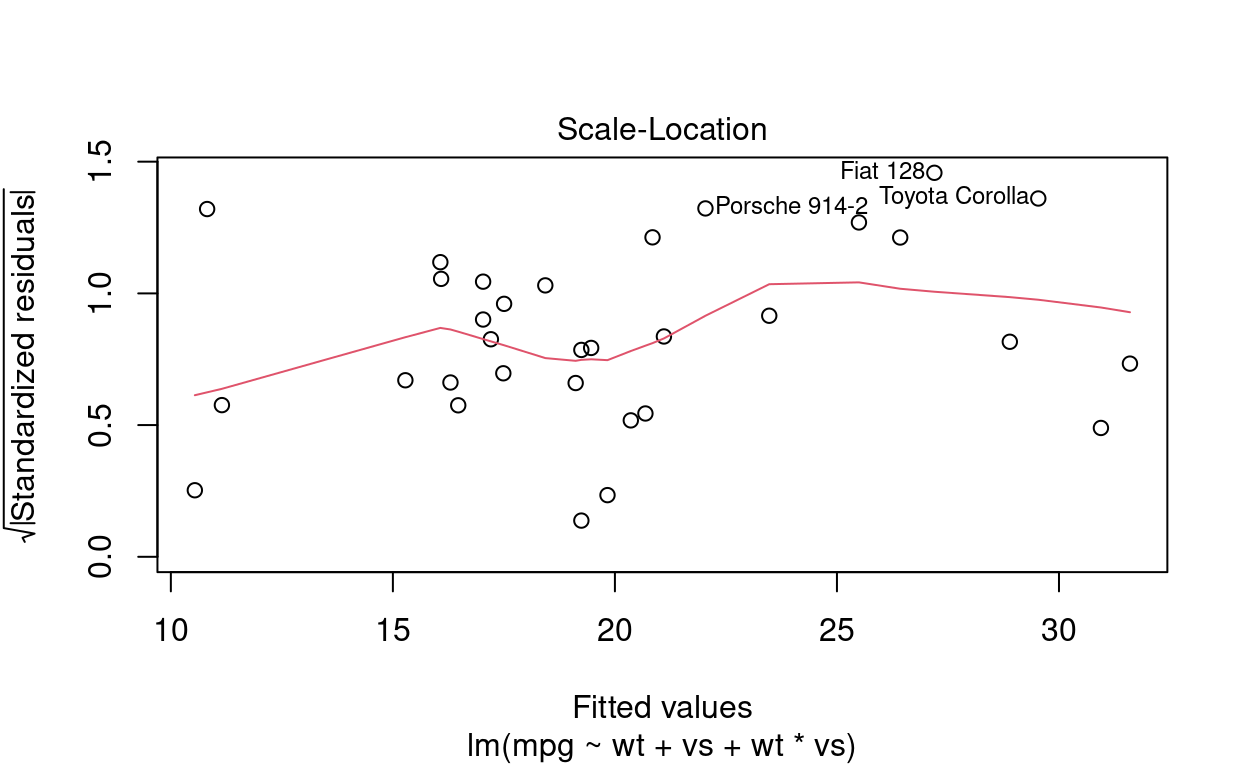 Scale-Location
√|Standardized residuals|
1.5
1.0
0.5
0.0
Fiat 128
Toyota Corolla
Porsche 914-2
10 15 20 25 30
Fitted values
lm(mpg ~ wt + vs + wt * vs)